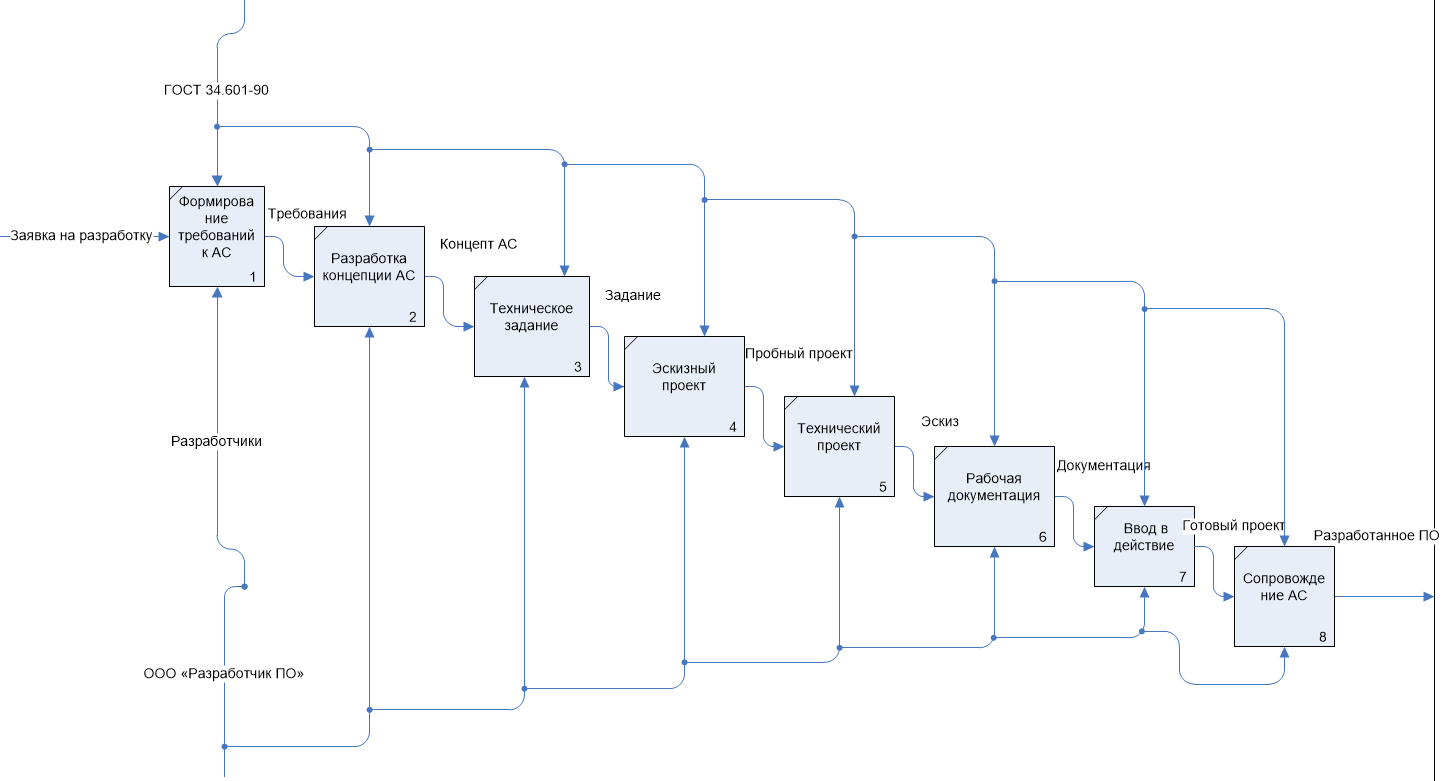 ГОСТ 34.601-90
Заявка на разработку
Формирова
ние
требований
к АС
1
Требования
Разработка
концепции АС
2
Концепт АС
Техническое
задание
3
Задание
Эскизный
проект
4
Пробный проект
Технический
проект
5
Эскиз
Рабочая
документация
6
Документация
Ввод в
действие
7
Готовый проект
Сопровожде
ние АС
8
Разработанное ПО
Разработчики
ООО «Разработчик ПО»